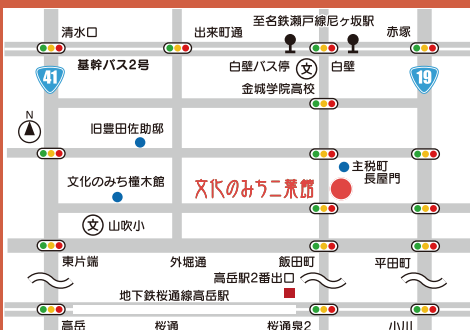 至名鉄瀬戸線尼ヶ坂駅
清水口
出来町通
赤塚
基幹バス2号
白壁バス停
文
白壁
41
19
金城学院高校
N
旧豊田佐助邸
主税町
長屋門
文化のみち橦木館
文化のみち二葉館
文
山吹小
東片端
外堀通
飯田町
平田町
高岳駅2番出口
地下鉄桜通線高岳駅
高岳
桜通
桜通泉2
小川